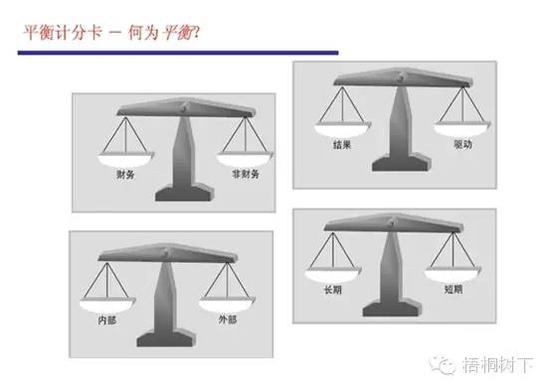 平衡计分卡 － 何为平衡?
财务 非财务
结果 驱动
内部 外部
长期 短期
梧桐树下